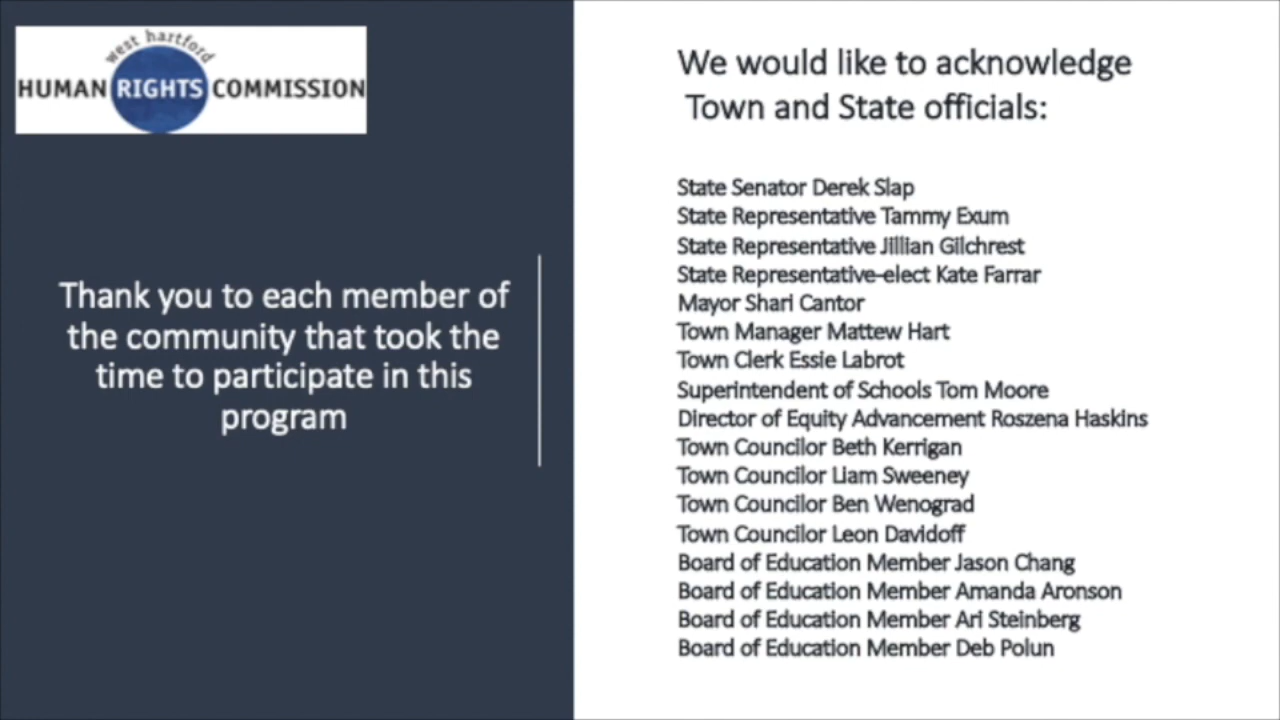 west hartford
HUMAN RIGHTS COMMISSION
Thank you to each member of
the community that took the
time to participate in this
program
We would like to acknowledge
Town and State officials:
State Senator Derek Slap
State Representative Tammy Exum
State Representative Jillian Gilchrest
State Representative-elect Kate Farrar
Mayor Shari Cantor
Town Manager Mattew Hart
Town Clerk Essie Labrot
Superintendent of Schools Tom Moore
Director of Equity Advancement Roszena Haskins
Town Councilor Beth Kerrigan
Town Councilor Liam Sweeney
Town Councilor Ben Wenograd
Town Councilor Leon Davidoff
Board of Education Member Jason Chang
Board of Education Member Amanda Aronson
Board of Education Member Ari Steinberg
Board of Education Member Deb Polun